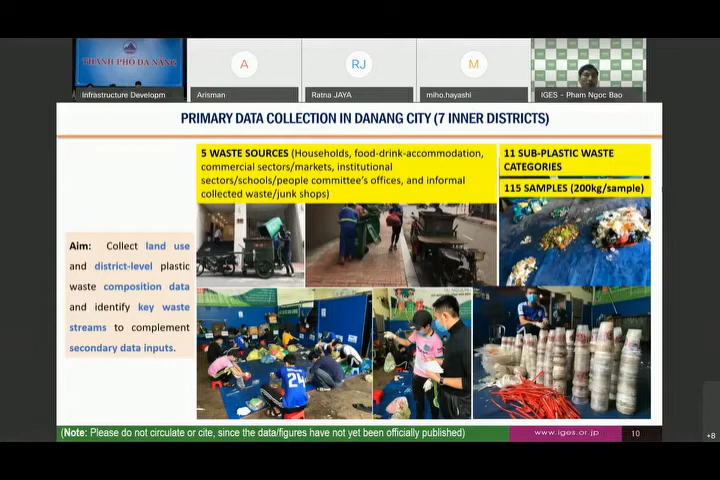 THÀNH PHỐ ĐÀ NẴNG
A
RJ
M
Infrastructure Developm
Arisman
Ratna JAYA
miho.hayashi
IGES - Pham Ngoc Bao
PRIMARY DATA COLLECTION IN DANANG CITY (7 INNER DISTRICTS)
5 WASTE SOURCES (Households, food-drink-accommodation,
commercial sectors/markets, institutional
sectors/schools/people committee's offices, and informal
collected waste/junk shops)
11 SUB-PLASTIC WASTE
CATEGORIES
115 SAMPLES (200kg/sample)
Aim: Collect land use
and district-level plastic
waste composition data
and identify key waste
streams to complement
secondary data inputs.
24
(Note: Please do not circulate or cite, since the data/figures have not yet been officially published)
www.iges.or.jp
10
+8